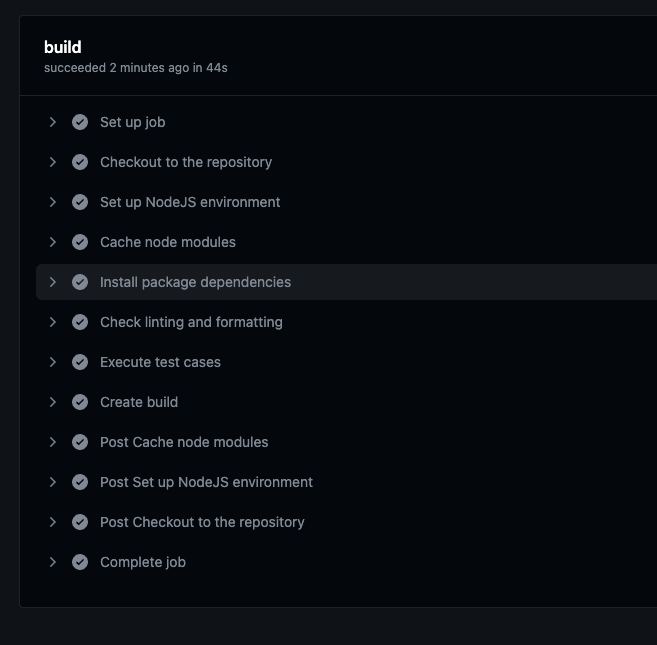 build
succeeded 2 minutes ago in 44s
Set up job
Checkout to the repository
Set up NodeJS environment
Cache node modules
Install package dependencies
Check linting and formatting
Execute test cases
Create build
Post Cache node modules
Post Set up NodeJS environment
Post Checkout to the repository
Complete job